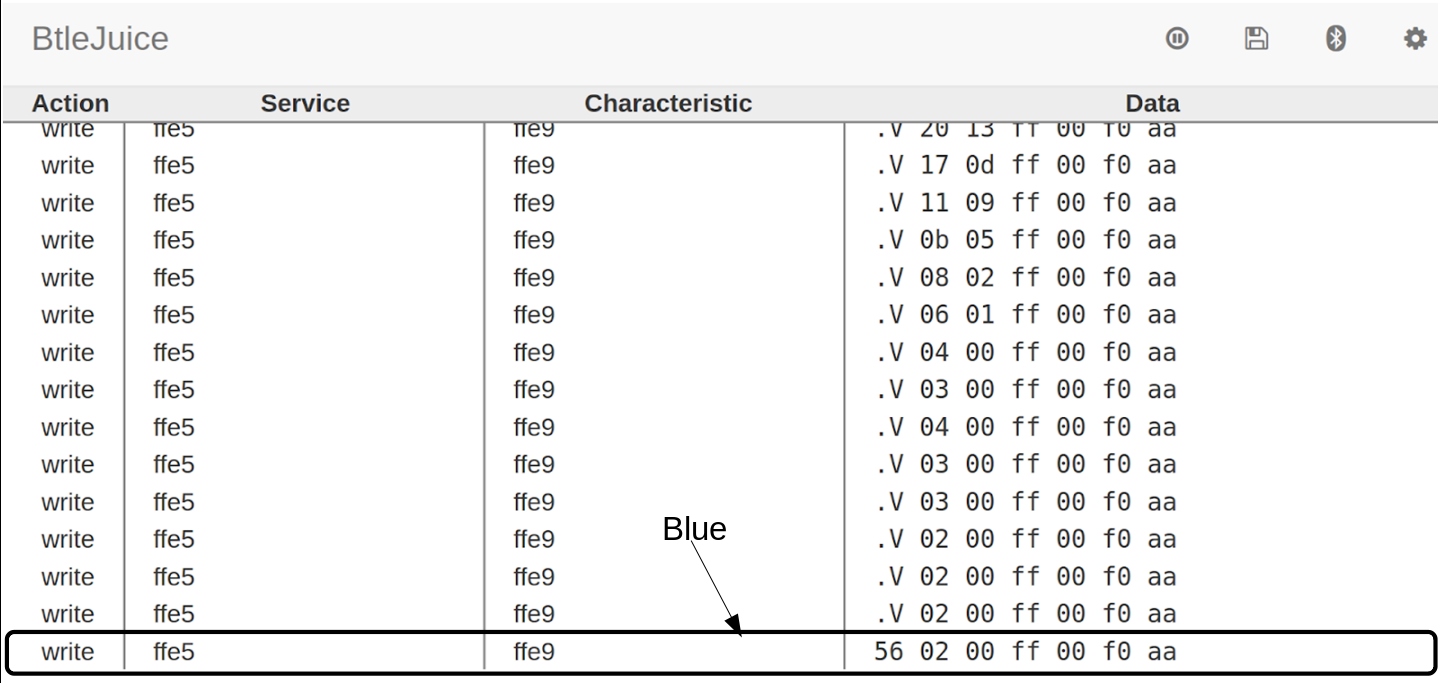 BtleJuice
Action Service Characteristic Data
write ffe5 ffe9 .V 20 13 ff 00 f0 aa
write ffe5 ffe9 .V 17 0d ff 00 f0 aa
write ffe5 ffe9 .V 11 09 ff 00 f0 aa
write ffe5 ffe9 .V 0b 05 ff 00 f0 aa
write ffe5 ffe9 .V 08 02 ff 00 f0 aa
write ffe5 ffe9 .V 06 01 ff 00 f0 aa
write ffe5 ffe9 .V 04 00 ff 00 f0 aa
write ffe5 ffe9 .V 03 00 ff 00 f0 aa
write ffe5 ffe9 .V 04 00 ff 00 f0 aa
write ffe5 ffe9 .V 03 00 ff 00 f0 aa
write ffe5 ffe9 .V 03 00 ff 00 f0 aa
Blue
write ffe5 ffe9 .V 02 00 ff 00 f0 aa
write ffe5 ffe9 .V 02 00 ff 00 f0 aa
write ffe5 ffe9 .V 02 00 ff 00 f0 aa
write ffe5 ffe9 56 02 00 ff 00 f0 aa